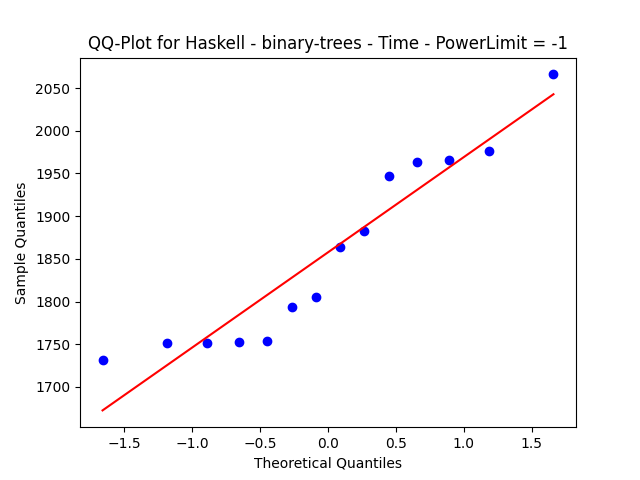 QQ-Plot for Haskell - binary-trees - Time - PowerLimit = -1
2050
2000
1950
1900
1850
1800
1750
1700
Sample Quantiles
−1.5 −1.0 −0.5 0.0 0.5 1.0 1.5
Theoretical Quantiles